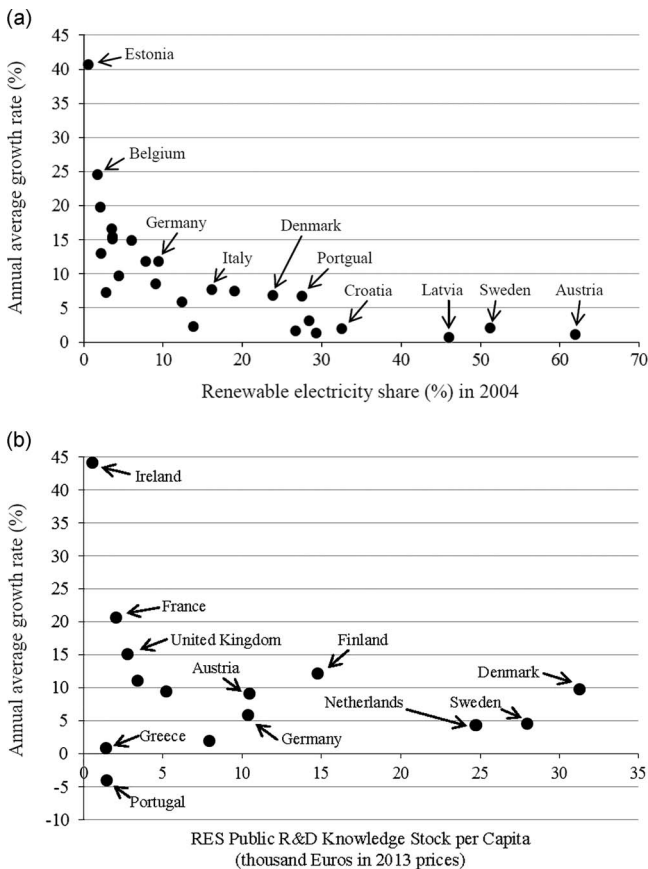 (a)
45
40
35
30
25
20
15
10
5
0
Annual average growth rate (%)
Estonia
Belgium
Germany
Italy
Denmark
Portgual
Croatia
Latvia
Sweden
Austria
0 10 20 30 40 50 60 70
Renewable electricity share (%) in 2004
(b)
45
40
35
30
25
20
15
10
5
0
-5
-10
Annual average growth rate (%)
Ireland
France
United Kingdom
Austria
Finland
Denmark
Netherlands
Sweden
Greece
Germany
Portugal
0 5 10 15 20 25 30 35
RES Public R&D Knowledge Stock per Capita
(thousand Euros in 2013 prices)